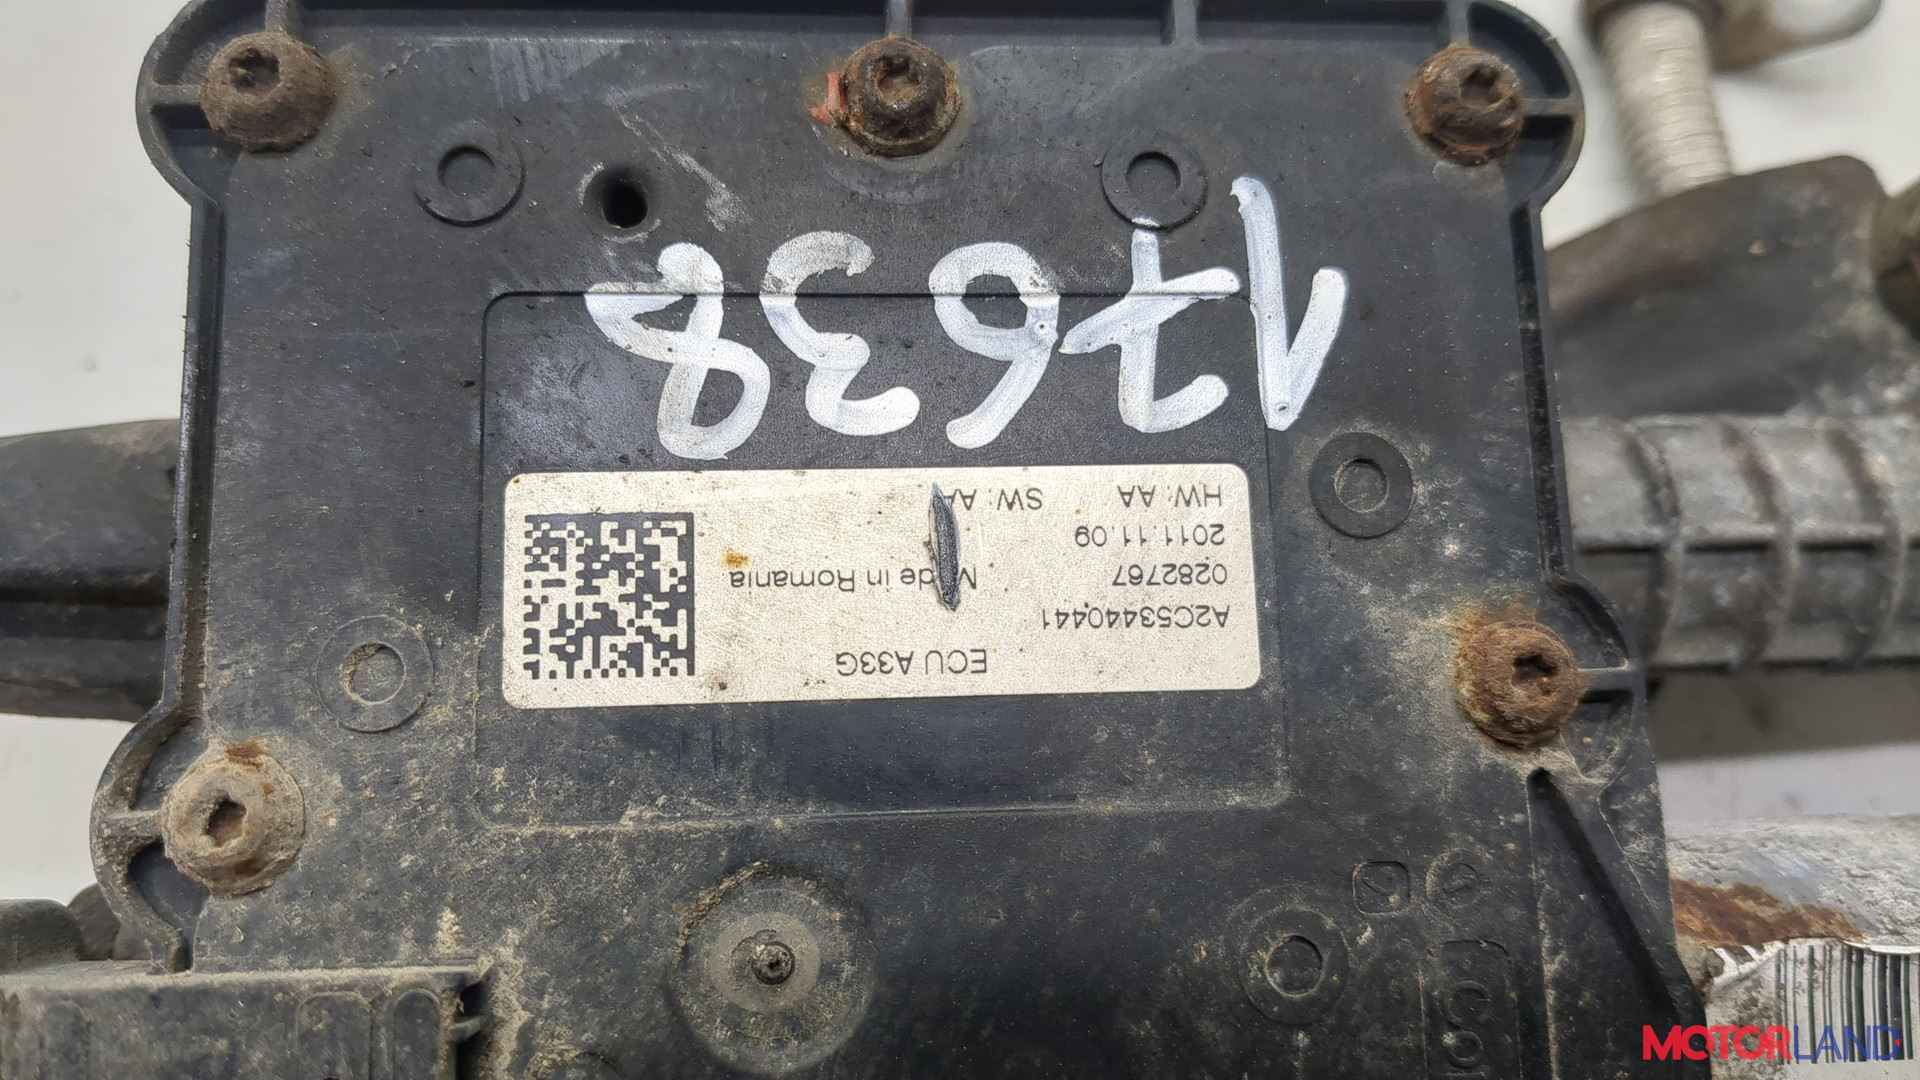 17638
ECU A33G
A2C53440441
0282767 Made in Romania
2011.11.09
HW: AA SW: AA
MOTORLAND